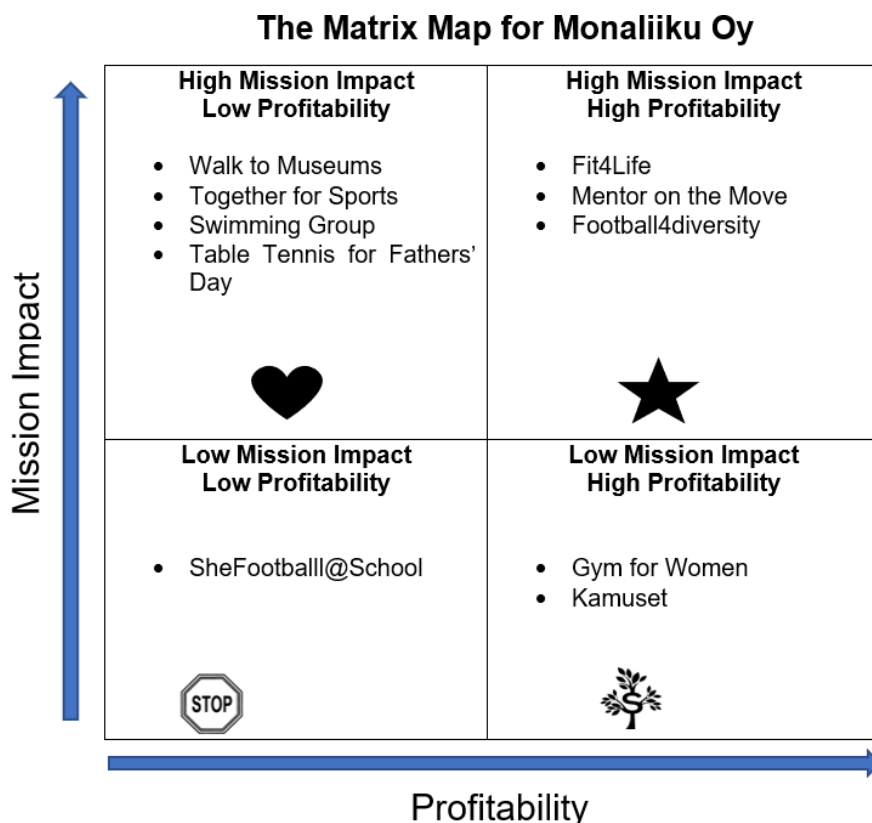 The Matrix Map for Monaliiku Oy
High Mission Impact
Low Profitability
• Walk to Museums
• Together for Sports
• Swimming Group
• Table Tennis for Fathers’
Day
High Mission Impact
High Profitability
• Fit4Life
• Mentor on the Move
• Football4diversity
Mission Impact
Low Mission Impact
Low Profitability
• SheFootballl@School
STOP
Low Mission Impact
High Profitability
• Gym for Women
• Kamuset
S
Profitability